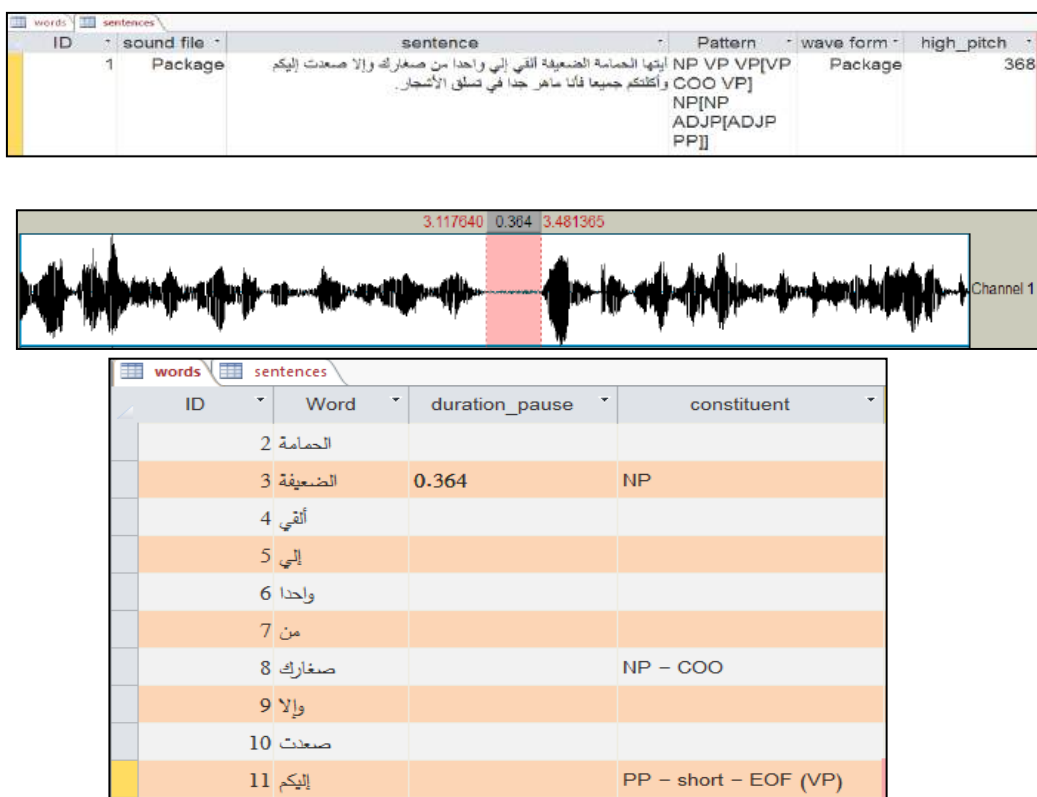 words sentences
ID sound file sentence Pattern wave form high_pitch
1 Package أيتها الحمامة الضعيفة ألقي إلي واحدا من صغارك وإلا صعدت إليكم NP VP VP[VP Package 368
وأكلتكم جميعا فأنا ماهر جدا في تسلق الأشجار. COO VP]
NP[NP
ADJP[ADJP
PP]]
3.117640 0.364 3.481365
Channel 1
words sentences
ID Word duration_pause constituent
2 الحمامة
3 الضعيفة 0.364 NP
4 ألقي
5 إلي
6 واحدا
7 من
8 صغارك NP – COO
9 وإلا
10 صعدت
11 إليكم PP – short – EOF (VP)